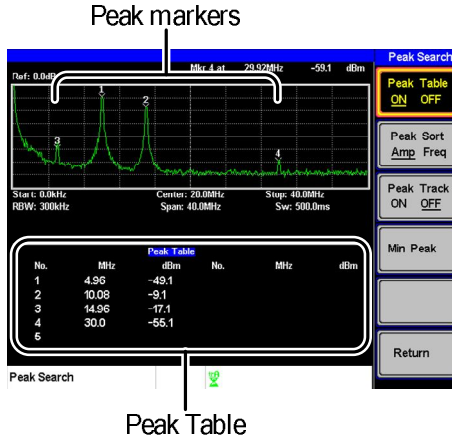 Peak markers
Peak Search
Ref: 0.0dB
Mkr 4 at 29.92MHz -59.1 dBm
Peak Table
ON OFF
1
2
3
4
Peak Sort
Amp Freq
Start: 0.0kHz Center: 20.0MHz Stop: 40.0MHz
RBW: 300kHz Span: 40.0MHz Sw: 500.0ms
Peak Track
ON OFF
Peak Table
No. MHz dBm No. MHz dBm
1 4.96 -49.1
2 10.08 -9.1
3 14.96 -17.1
4 30.0 -55.1
5
Min Peak
Return
Peak Search
Peak Table